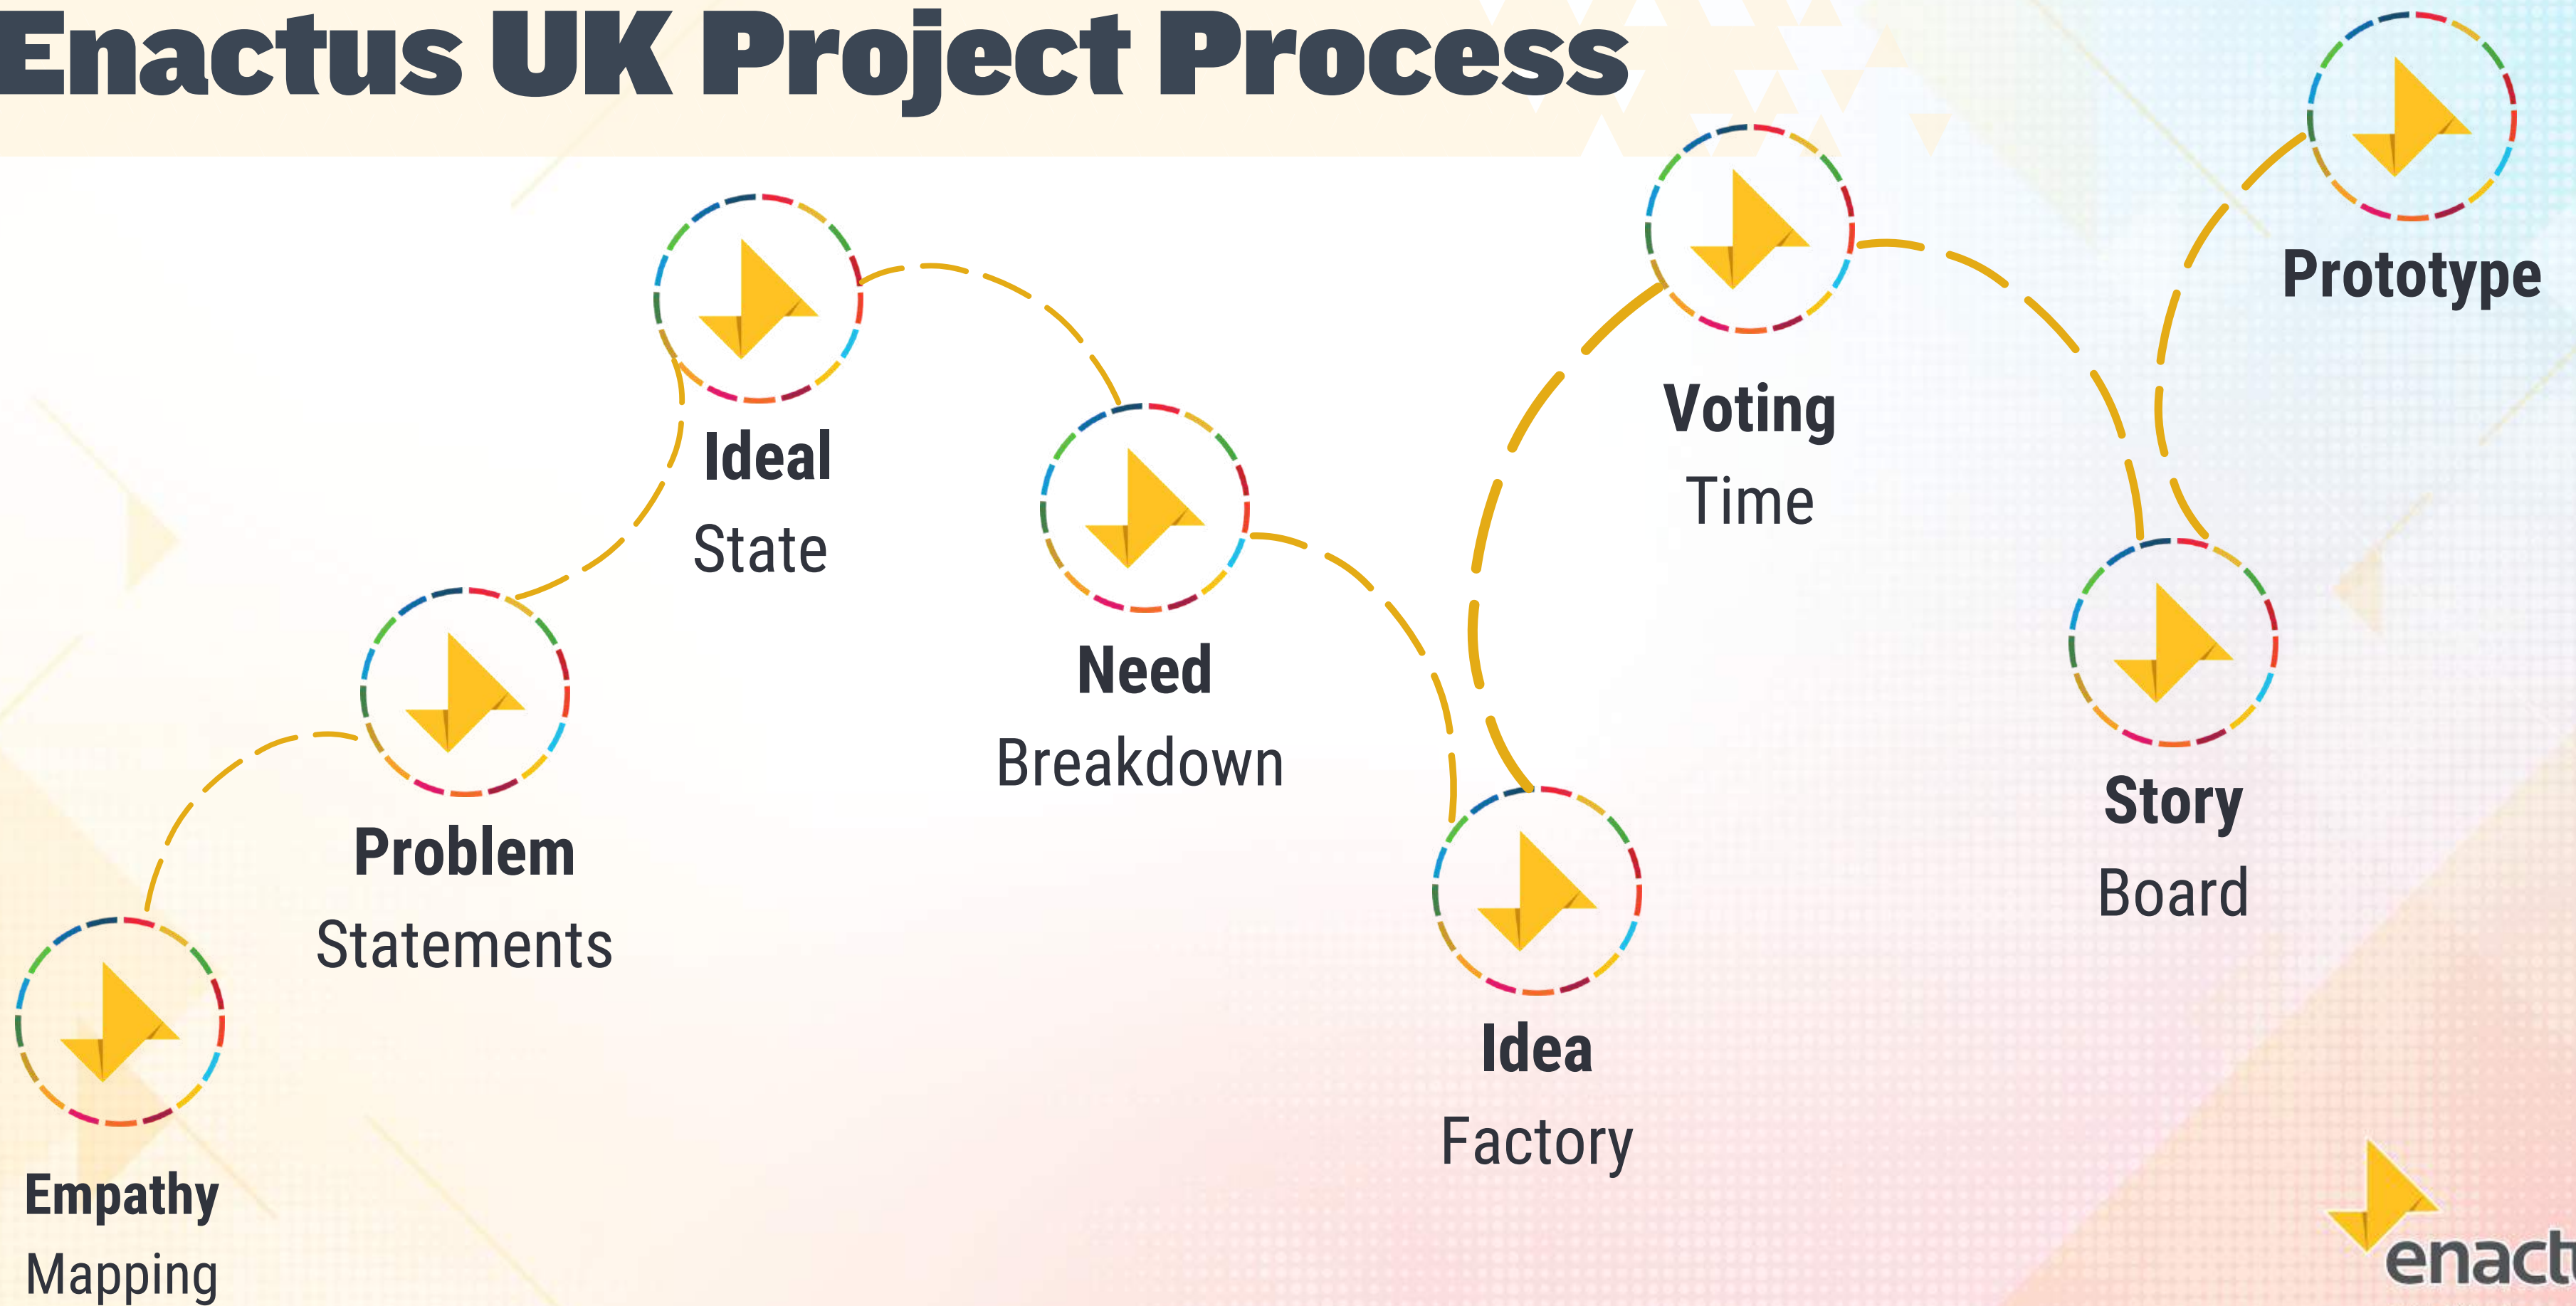 Enactus UK Project Process
Empathy
Mapping
Problem
Statements
Ideal
State
Need
Breakdown
Idea
Factory
Voting
Time
Story
Board
Prototype
enactu